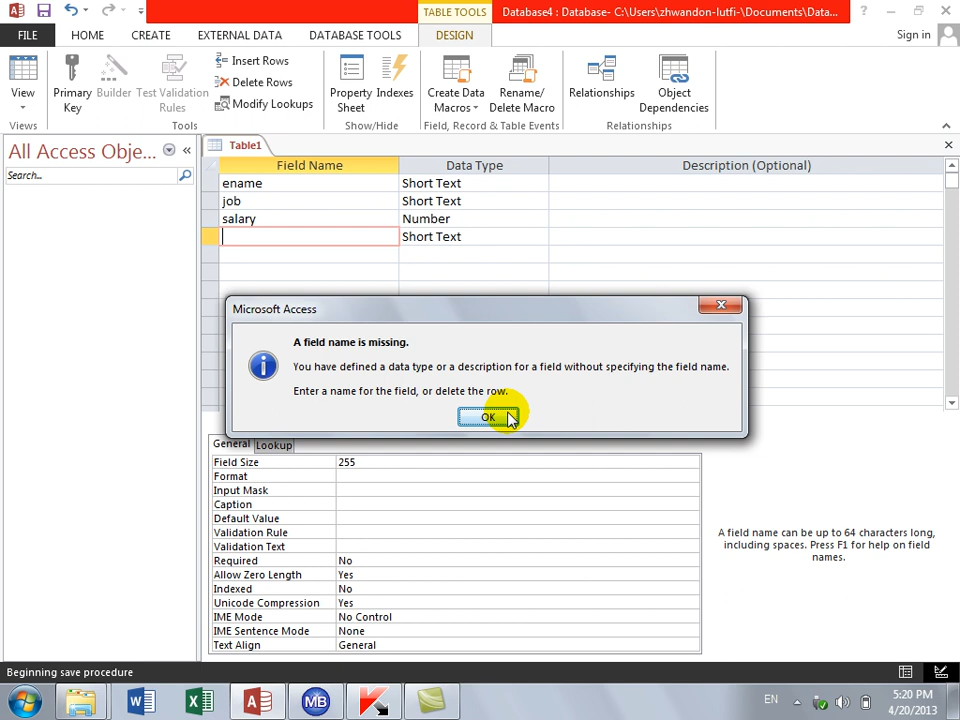 TABLE TOOLS
Database4 : Database- C:\Users\zhwandon-lutfi-\Documents\Data...
FILE HOME CREATE EXTERNAL DATA DATABASE TOOLS DESIGN Sign in
View
Primary Key
Builder
Test Validation Rules
Insert Rows
Delete Rows
Modify Lookups
Property Sheet
Indexes
Create Data Macros
Rename/ Delete Macro
Relationships
Object Dependencies
Views Tools Show/Hide Field, Record & Table Events Relationships
All Access Obje...
Search...
Table1
Field Name Data Type Description (Optional)
ename Short Text
job Short Text
salary Number
Short Text
Microsoft Access
A field name is missing.
You have defined a data type or a description for a field without specifying the field name.
Enter a name for the field, or delete the row.
OK
General Lookup
Field Size 255
Format
Input Mask
Caption
Default Value
Validation Rule
Validation Text
Required No
Allow Zero Length Yes
Indexed No
Unicode Compression Yes
IME Mode No Control
IME Sentence Mode None
Text Align General
A field name can be up to 64 characters long,
including spaces. Press F1 for help on field
names.
Beginning save procedure
MB
EN
5:20 PM
4/20/2013